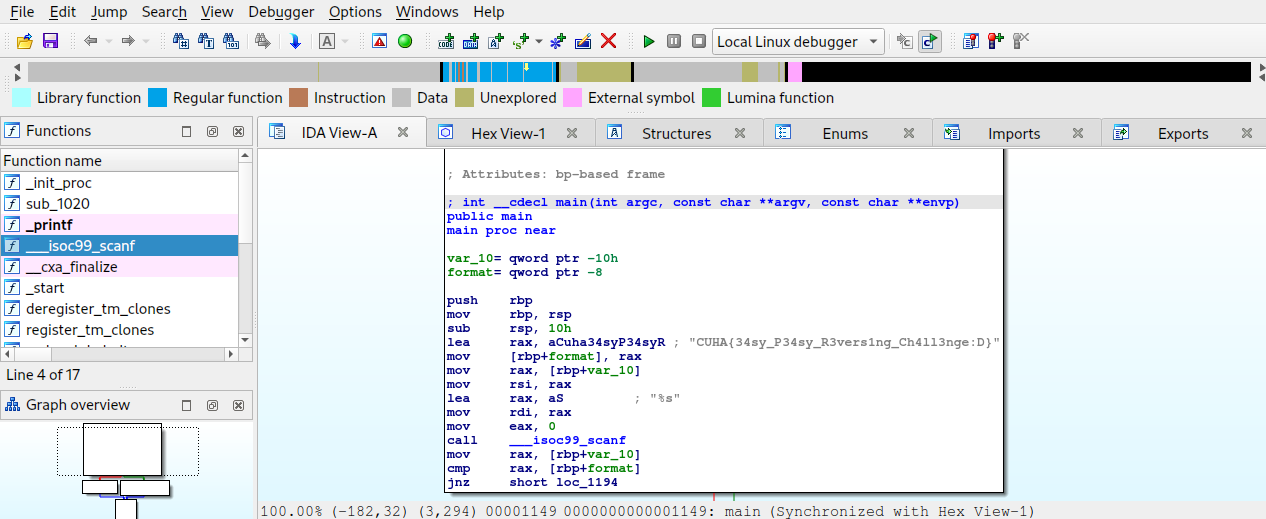 File Edit Jump Search View Debugger Options Windows Help
Local Linux debugger
Library function Regular function Instruction Data Unexplored External symbol Lumina function
Functions
IDA View-A Hex View-1 Structures Enums Imports Exports
Function name
_init_proc
sub_1020
_printf
___isoc99_scanf
__cxa_finalize
_start
deregister_tm_clones
register_tm_clones
Line 4 of 17
Graph overview
; Attributes: bp-based frame
; int __cdecl main(int argc, const char **argv, const char **envp)
public main
main proc near
var_10= qword ptr -10h
format= qword ptr -8
push rbp
mov rbp, rsp
sub rsp, 10h
lea rax, aCuha34syP34syR ; "CUHA{34sy_P34sy_R3vers1ng_Ch4ll3nge:D}"
mov [rbp+format], rax
mov rax, [rbp+var_10]
mov rsi, rax
lea rax, aS ; "%s"
mov rdi, rax
mov eax, 0
call ___isoc99_scanf
mov rax, [rbp+var_10]
cmp rax, [rbp+format]
jnz short loc_1194
100.00% (-182,32) (3,294) 00001149 0000000000001149: main (Synchronized with Hex View-1)